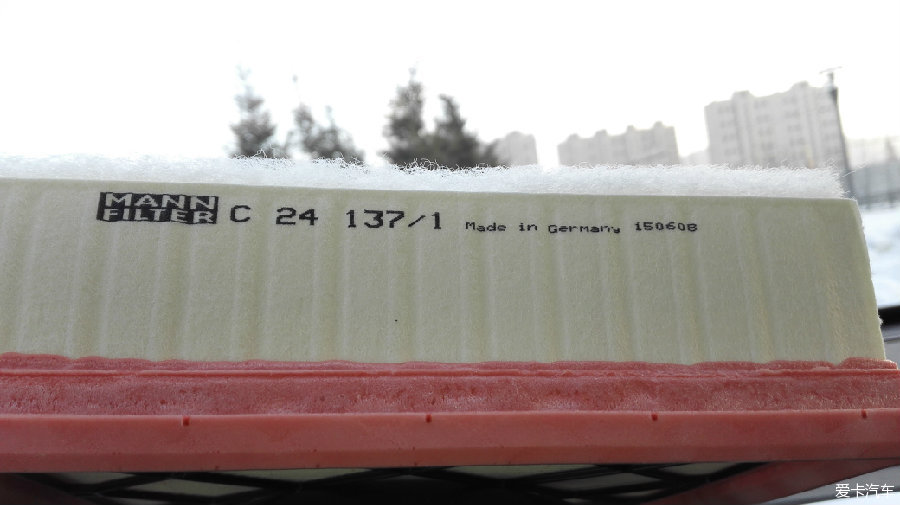 MANN
FILTER C 24 137/1 Made in Germany 150608
爱卡汽车